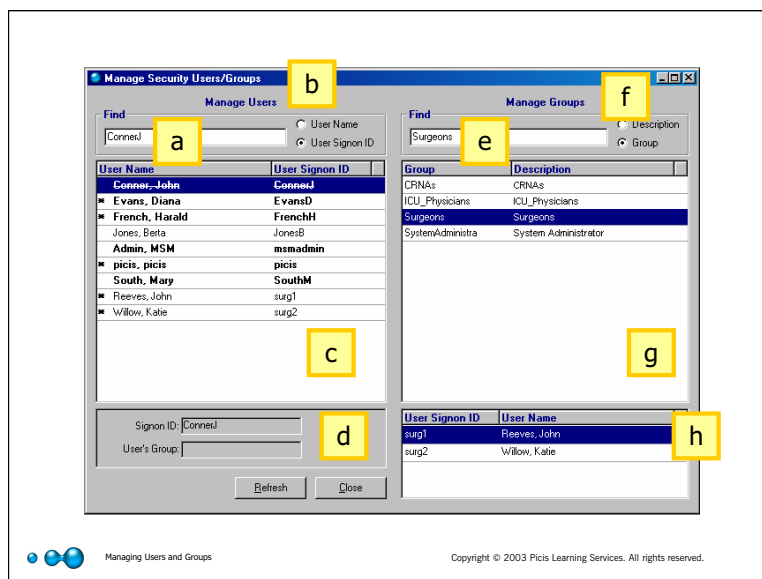 Manage Security Users/Groups
b
Manage Users
Find
ConnerJ
a
User Name
User Signon ID
User Name User Signon ID
Conner, John ConnerJ
Evans, Diana EvansD
French, Harald FrenchH
Jones, Berta JonesB
Admin, MSM msmadmin
picis, picis picis
South, Mary SouthM
Reeves, John surg1
Willow, Katie surg2
c
Signon ID: ConnerJ
User's Group:
d
Refresh Close
Manage Groups
f
Find
Surgeons
e
Description
Group
Group Description
CRNAs CRNAs
ICU_Physicians ICU_Physicians
Surgeons Surgeons
SystemAdministra System Administrator
g
User Signon ID User Name
surg1 Reeves, John
surg2 Willow, Katie
h
Managing Users and Groups
Copyright © 2003 Picis Learning Services. All rights reserved.